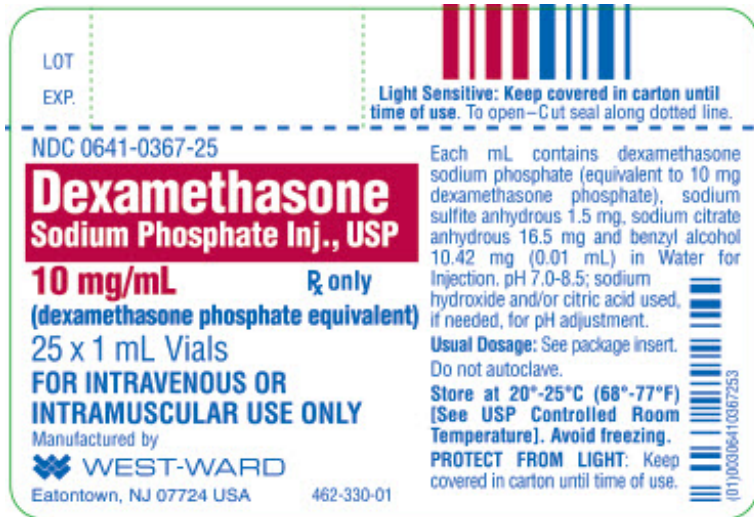 LOT
EXP.
Light Sensitive: Keep covered in carton until
time of use. To open–Cut seal along dotted line.
NDC 0641-0367-25
Dexamethasone
Sodium Phosphate Inj., USP
10 mg/mL ℞ only
(dexamethasone phosphate equivalent)
25 x 1 mL Vials
FOR INTRAVENOUS OR
INTRAMUSCULAR USE ONLY
Manufactured by
WEST-WARD
Eatontown, NJ 07724 USA 462-330-01
Each mL contains dexamethasone
sodium phosphate (equivalent to 10 mg
dexamethasone phosphate), sodium
sulfite anhydrous 1.5 mg, sodium citrate
anhydrous 16.5 mg and benzyl alcohol
10.42 mg (0.01 mL) in Water for
Injection. pH 7.0-8.5; sodium
hydroxide and/or citric acid used,
if needed, for pH adjustment.
Usual Dosage: See package insert.
Do not autoclave.
Store at 20°-25°C (68°-77°F)
[See USP Controlled Room
Temperature]. Avoid freezing.
PROTECT FROM LIGHT: Keep
covered in carton until time of use.
(01)00306410367253